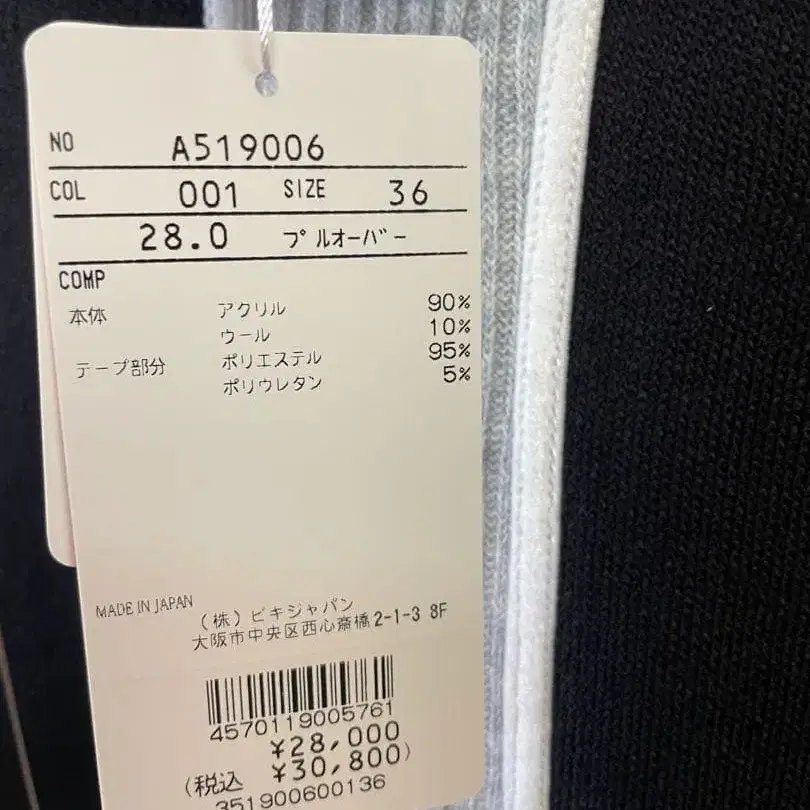 NO A519006
COL 001 SIZE 36
28.0 プルオーバー
COMP
本体 アクリル 90%
ウール 10%
テープ部分 ポリエステル 95%
ポリウレタン 5%
MADE IN JAPAN
(株)ビキジャパン
大阪市中央区西心斎橋2-1-3 8F
4570119005761
¥28,000
(税込 ¥30,800)
351900600136